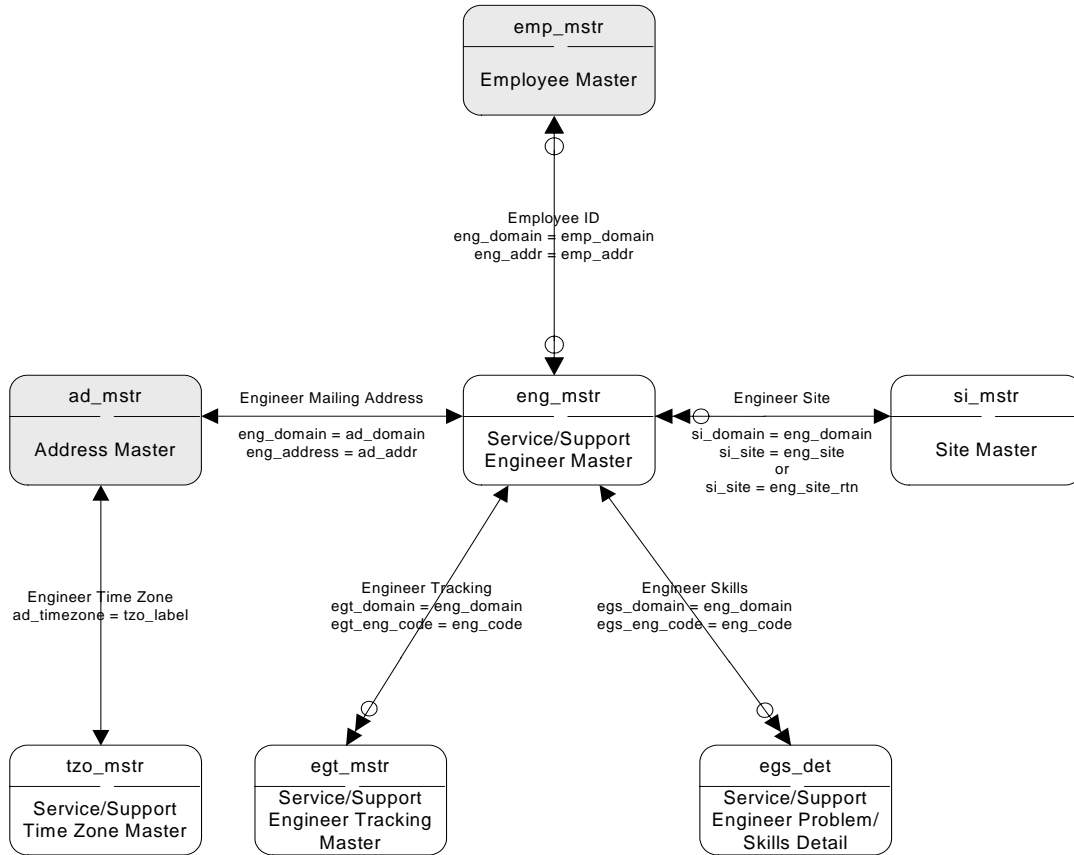 emp_mstr
Employee Master
Employee ID
eng_domain = emp_domain
eng_addr = emp_addr
ad_mstr
Address Master
Engineer Mailing Address
eng_domain = ad_domain
eng_address = ad_addr
eng_mstr
Service/Support
Engineer Master
Engineer Site
si_domain = eng_domain
si_site = eng_site
or
si_site = eng_site_rtn
si_mstr
Site Master
Engineer Time Zone
ad_timezone = tzo_label
Engineer Tracking
egt_domain = eng_domain
egt_eng_code = eng_code
Engineer Skills
egs_domain = eng_domain
egs_eng_code = eng_code
tzo_mstr
Service/Support
Time Zone Master
egt_mstr
Service/Support
Engineer Tracking
Master
egs_det
Service/Support
Engineer Problem/
Skills Detail